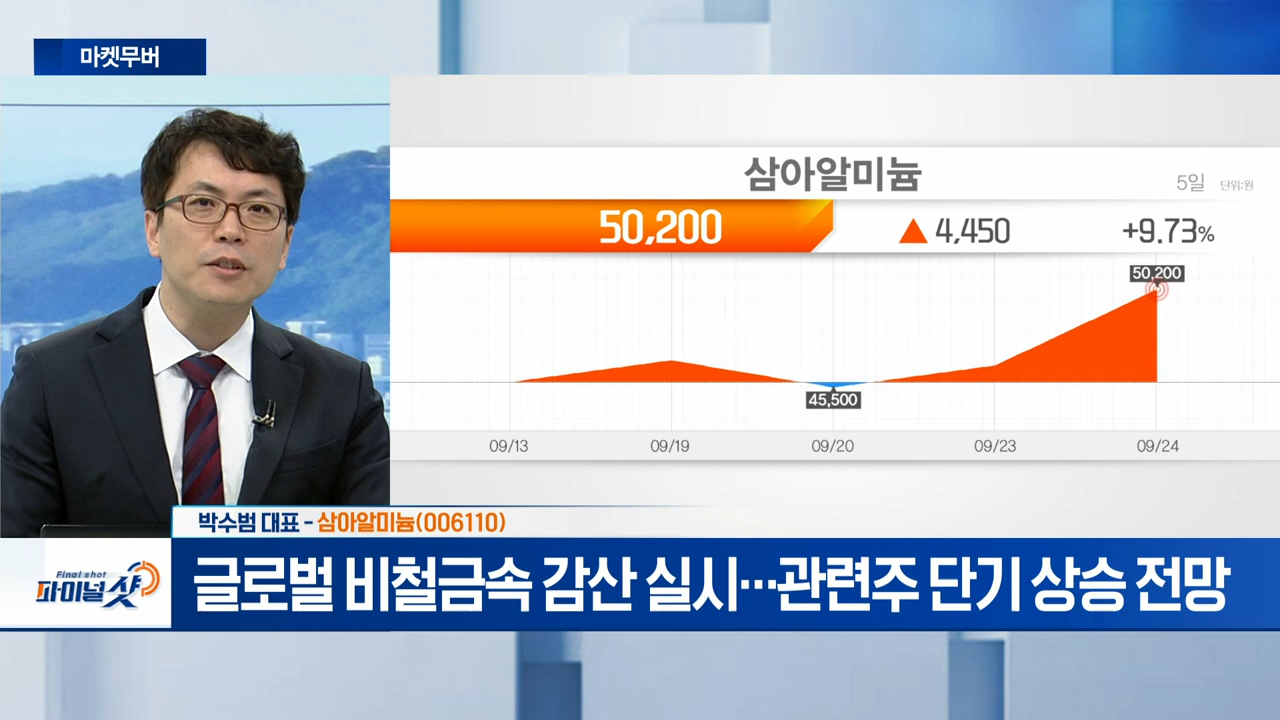 마켓무버
삼아알미늄
5일 단위:원
50,200 ▲ 4,450 +9.73%
50,200
45,500
09/13 09/19 09/20 09/23 09/24
박수범 대표 - 삼아알미늄(006110)
Final shot
파이널샷
글로벌 비철금속 감산 실시…관련주 단기 상승 전망